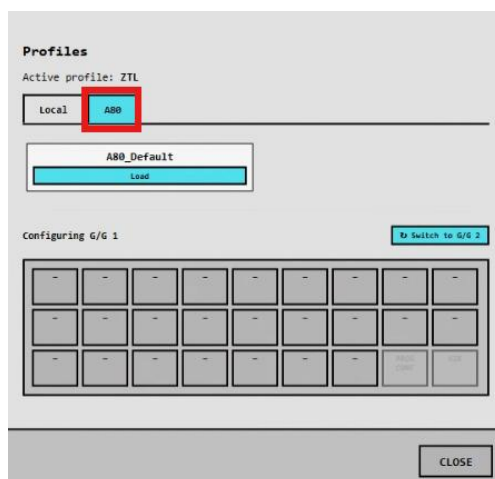 Profiles
Active profile: ZTL
Local A80
A80_Default
Load
Configuring G/G 1
↻ Switch to G/G 2
- - - - - - - - -
- - - - - - - - -
- - - - - - -
CLOSE